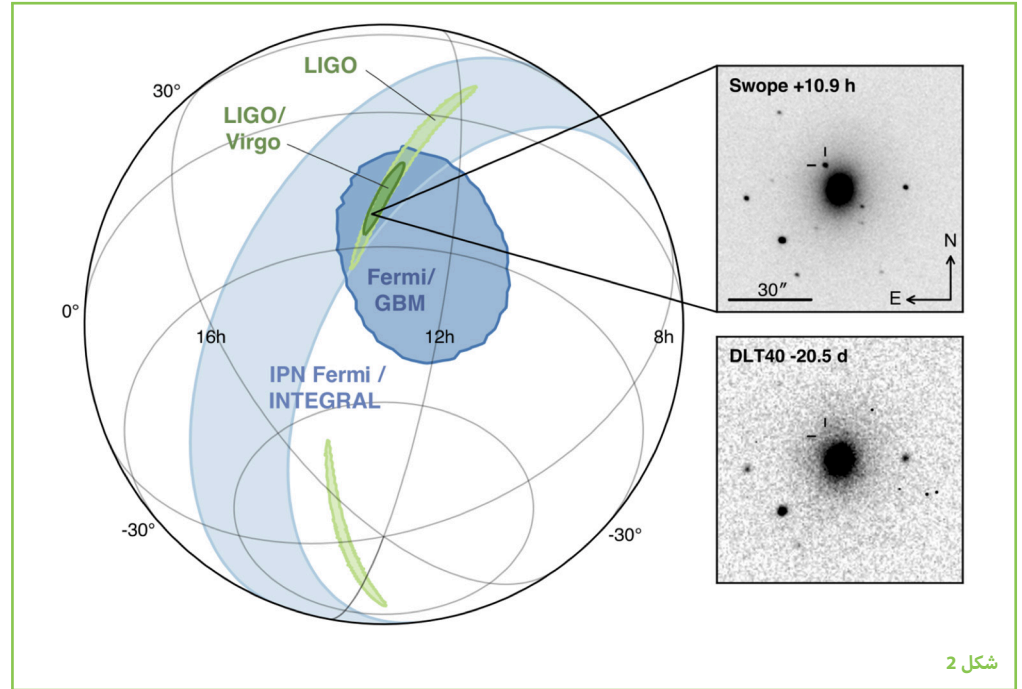 LIGO
30°
LIGO/
Virgo
Fermi/
GBM
0°
16h
12h
8h
IPN Fermi /
INTEGRAL
-30°
-30°
Swope +10.9 h
N
30″
E
DLT40 -20.5 d
شكل 2